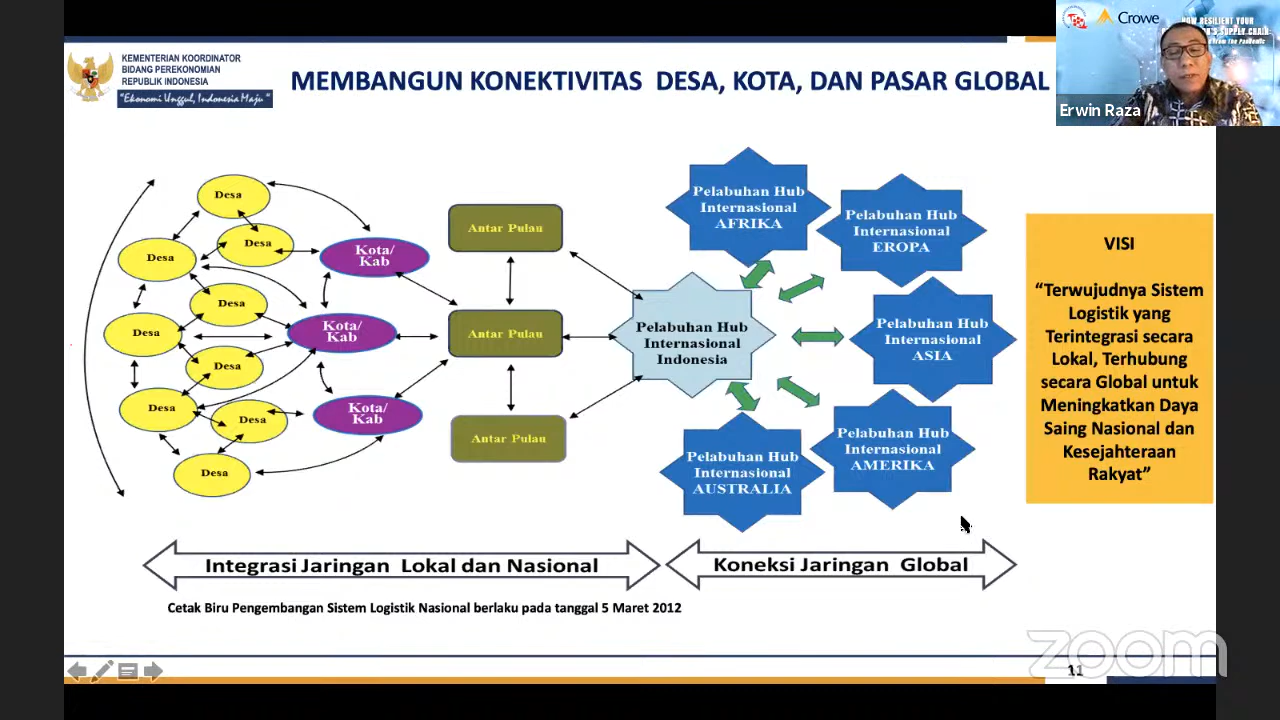 KEMENTERIAN KOORDINATOR
BIDANG PEREKONOMIAN
REPUBLIK INDONESIA
"Ekonomi Unggul, Indonesia Maju"
MEMBANGUN KONEKTIVITAS DESA, KOTA, DAN PASAR GLOBAL
Crowe
Erwin Raza
Desa
Desa
Desa
Desa
Desa
Desa
Desa
Desa
Desa
Kota/
Kab
Kota/
Kab
Kota/
Kab
Antar Pulau
Antar Pulau
Antar Pulau
Pelabuhan Hub
Internasional
Indonesia
Pelabuhan Hub
Internasional
AFRIKA
Pelabuhan Hub
Internasional
EROPA
Pelabuhan Hub
Internasional
ASIA
Pelabuhan Hub
Internasional
AMERIKA
Pelabuhan Hub
Internasional
AUSTRALIA
VISI
“Terwujudnya Sistem
Logistik yang
Terintegrasi secara
Lokal, Terhubung
secara Global untuk
Meningkatkan Daya
Saing Nasional dan
Kesejahteraan
Rakyat”
Integrasi Jaringan Lokal dan Nasional
Koneksi Jaringan Global
Cetak Biru Pengembangan Sistem Logistik Nasional berlaku pada tanggal 5 Maret 2012
zoom
11